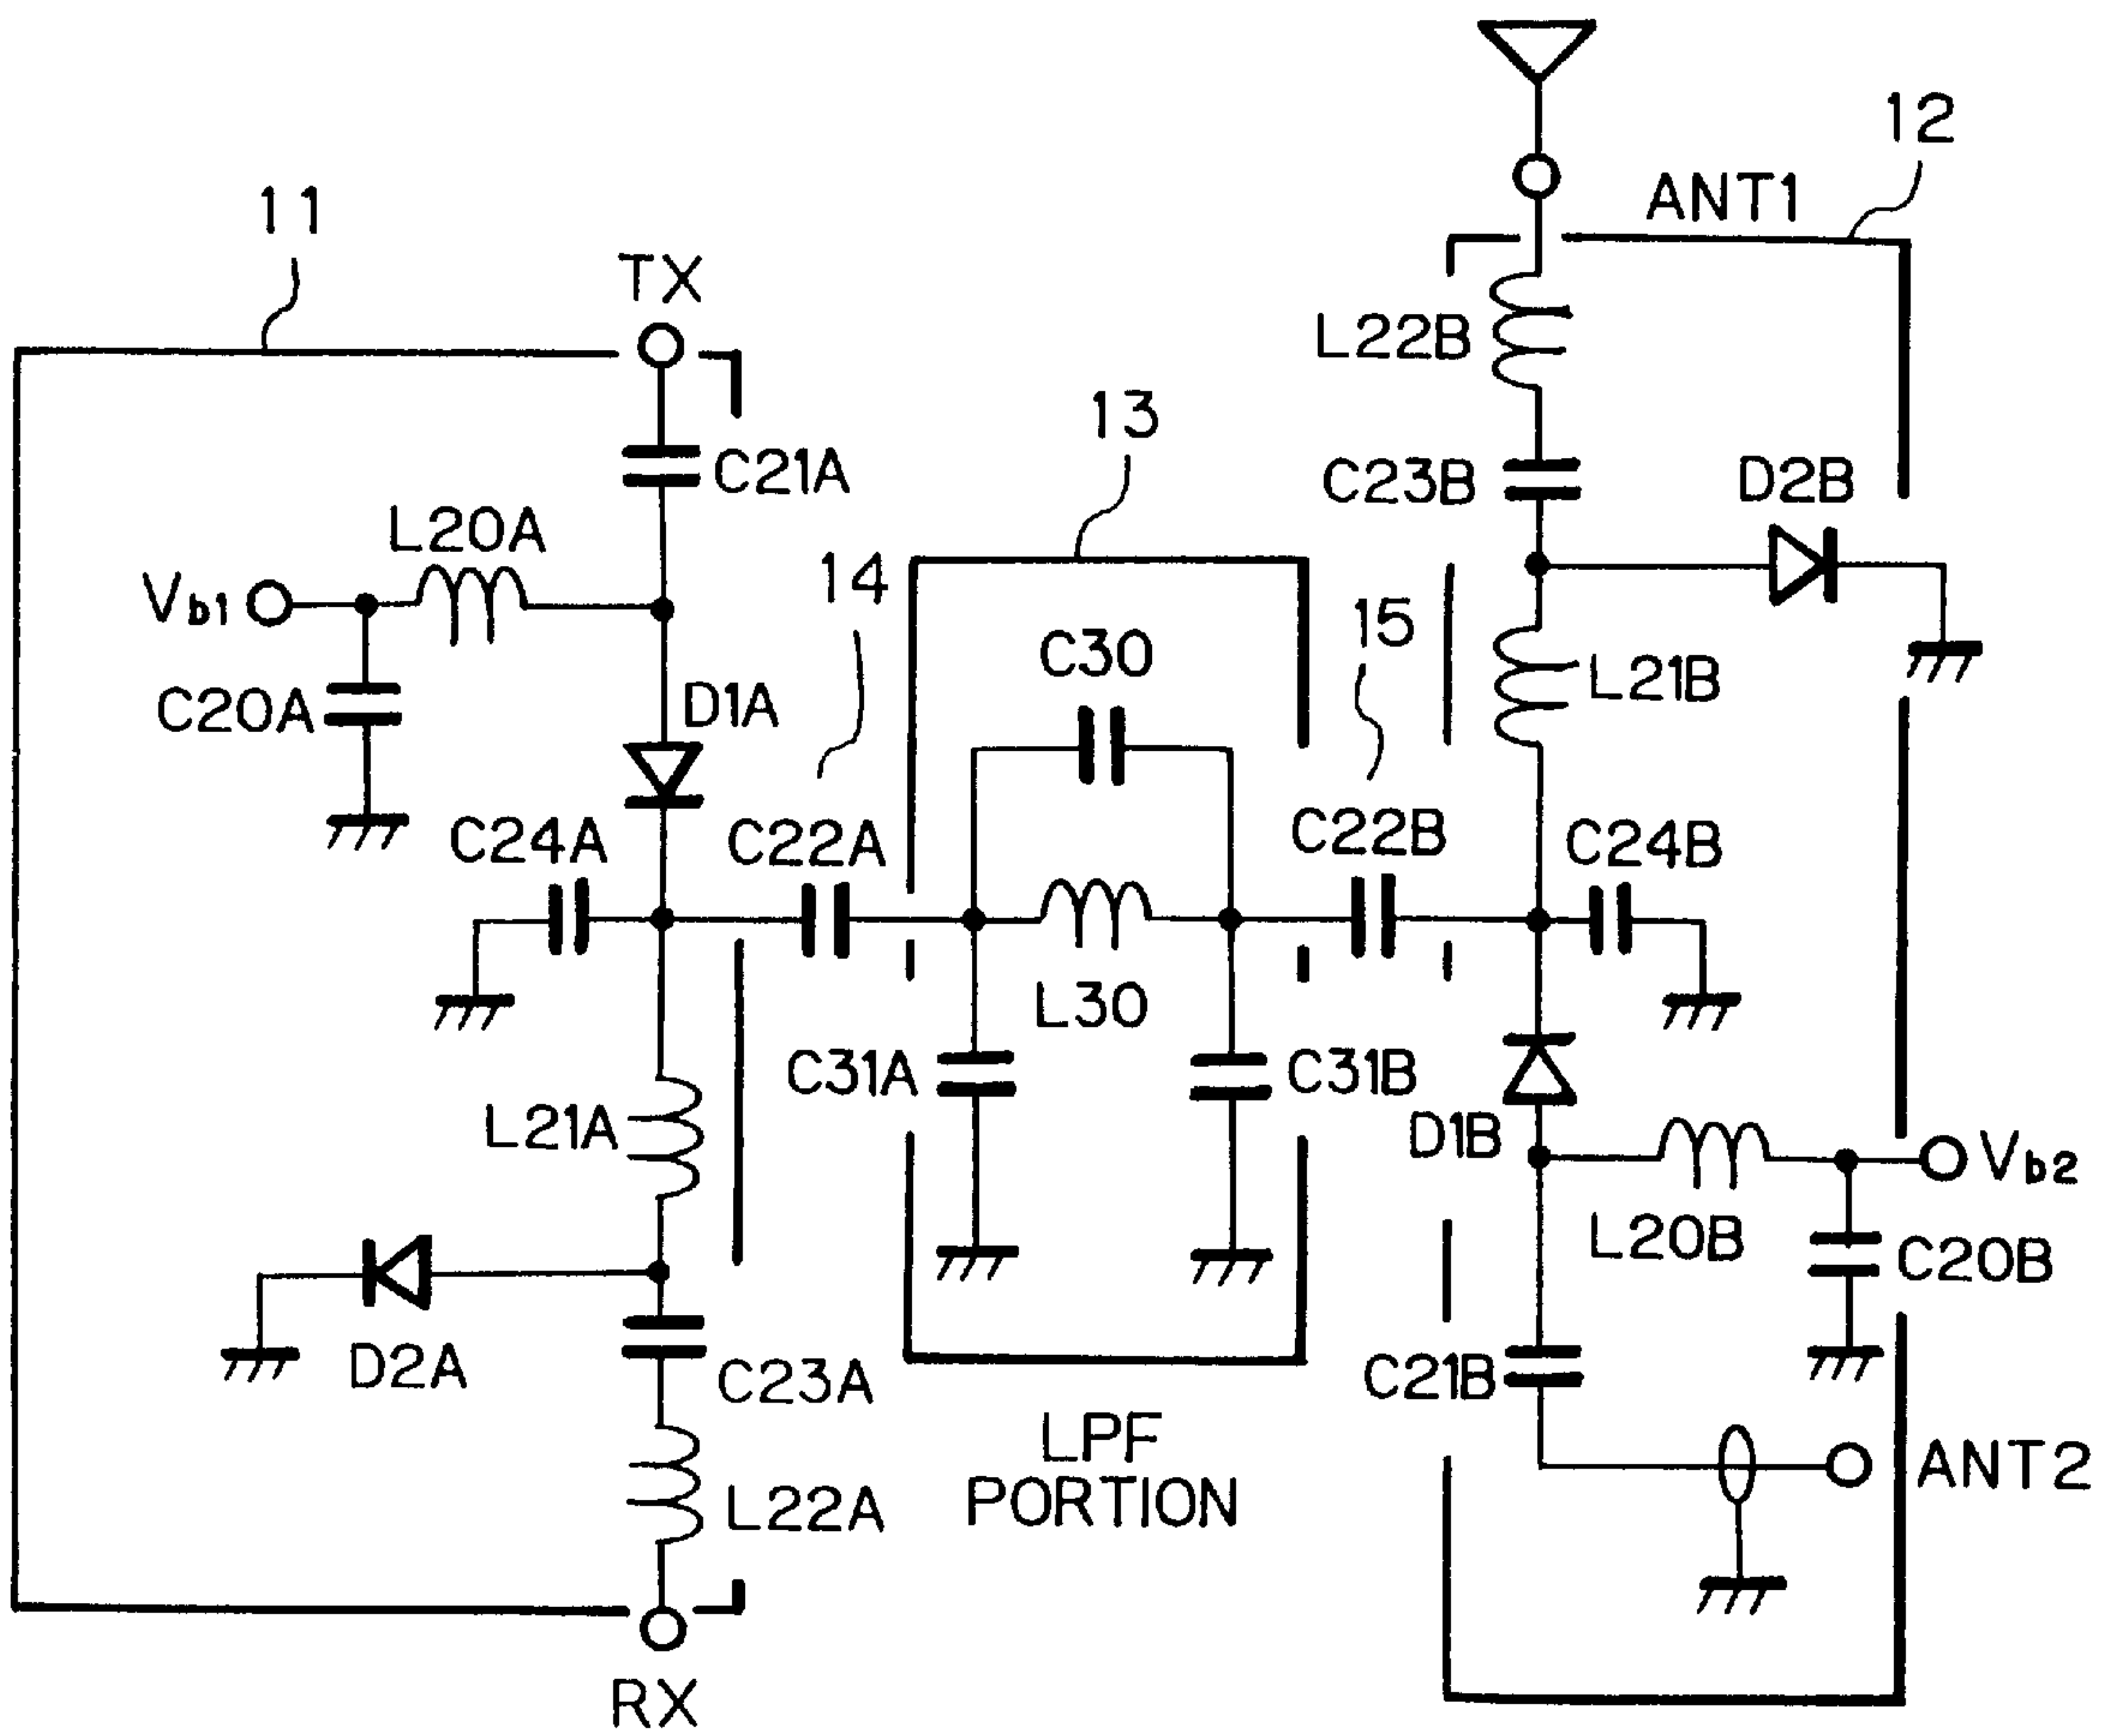 12
ANT1
11
TX
L22B
13
C21A
C23B
D2B
L20A
14
Vb1
15
C30
L21B
C20A
D1A
C24A
C22A
C22B
C24B
L30
C31A
C31B
L21A
D1B
Vb2
L20B
C20B
D2A
C23A
C21B
LPF
PORTION
ANT2
L22A
RX